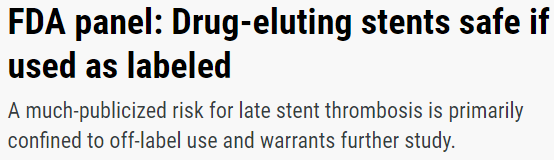 FDA panel: Drug-eluting stents safe if
used as labeled
A much-publicized risk for late stent thrombosis is primarily
confined to off-label use and warrants further study.